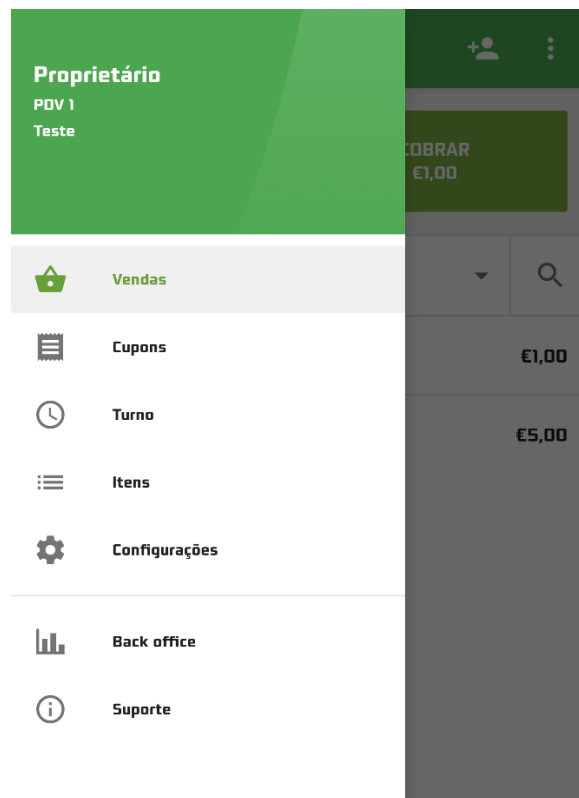 Proprietário
PDV 1
Teste
COBRAR
€1,00
Vendas
Cupons
€1,00
Turno
€5,00
Itens
Configurações
Back office
Suporte